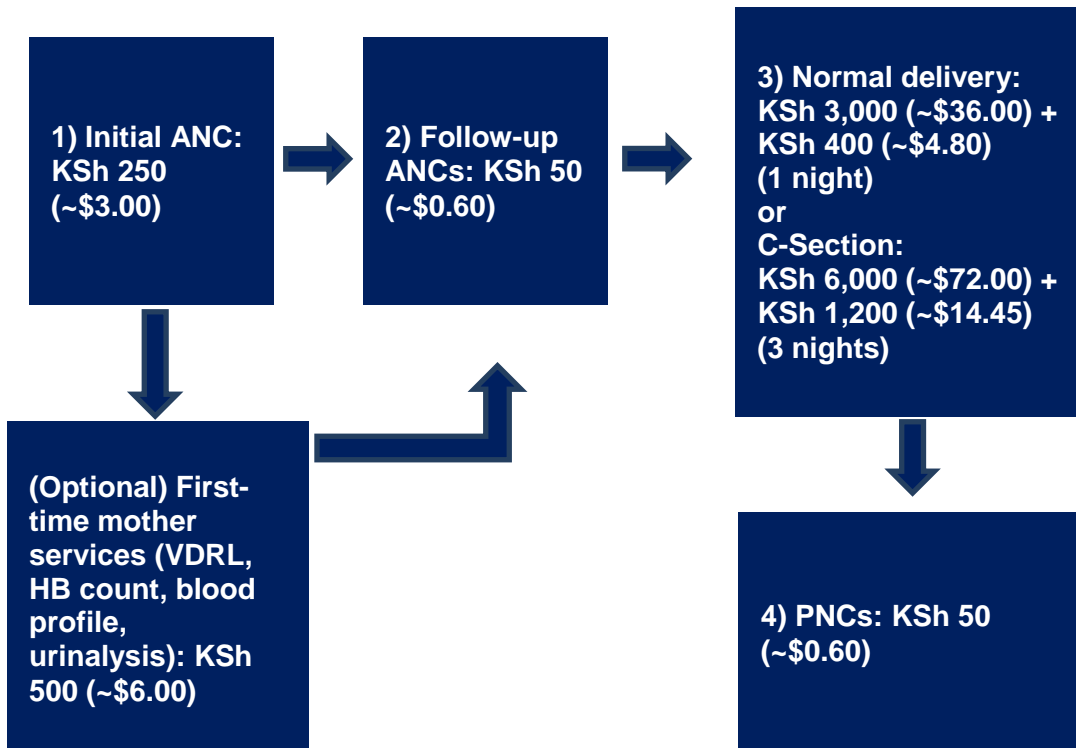 1) Initial ANC:
KSh 250
(~$3.00)
2) Follow-up
ANCs: KSh 50
(~$0.60)
3) Normal delivery:
KSh 3,000 (~$36.00) +
KSh 400 (~$4.80)
(1 night)
or
C-Section:
KSh 6,000 (~$72.00) +
KSh 1,200 (~$14.45)
(3 nights)
(Optional) First-
time mother
services (VDRL,
HB count, blood
profile,
urinalysis): KSh
500 (~$6.00)
4) PNCs: KSh 50
(~$0.60)